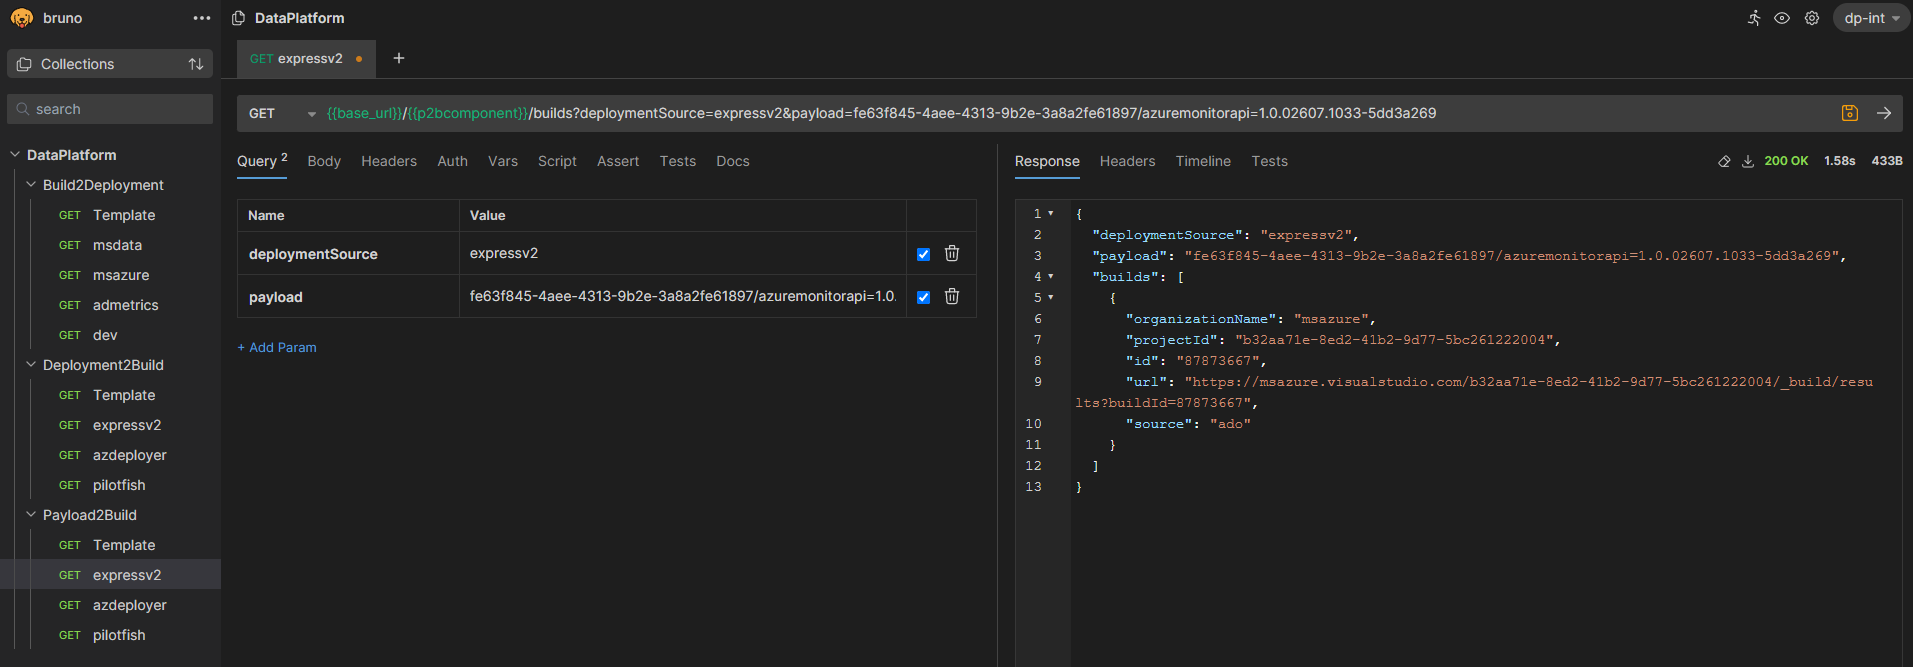 bruno
DataPlatform
dp-int
Collections
GET expressv2
search
GET {{base_url}}/{{p2bcomponent}}/builds?deploymentSource=expressv2&payload=fe63f845-4aee-4313-9b2e-3a8a2fe61897/azuremonitorapi=1.0.02607.1033-5dd3a269
DataPlatform
Build2Deployment
GET Template
GET msdata
GET msazure
GET admetrics
GET dev
Deployment2Build
GET Template
GET expressv2
GET azdeployer
GET pilotfish
Payload2Build
GET Template
GET expressv2
GET azdeployer
GET pilotfish
Query 2 Body Headers Auth Vars Script Assert Tests Docs
Name Value
deploymentSource expressv2
payload fe63f845-4aee-4313-9b2e-3a8a2fe61897/azuremonitorapi=1.0.
+ Add Param
Response Headers Timeline Tests 200 OK 1.58s 433B
1 {
2 "deploymentSource": "expressv2",
3 "payload": "fe63f845-4aee-4313-9b2e-3a8a2fe61897/azuremonitorapi=1.0.02607.1033-5dd3a269",
4 "builds": [
5 {
6 "organizationName": "msazure",
7 "projectId": "b32aa71e-8ed2-41b2-9d77-5bc261222004",
8 "id": "87873667",
9 "url": "https://msazure.visualstudio.com/b32aa71e-8ed2-41b2-9d77-5bc261222004/_build/resu
lts?buildId=87873667",
10 "source": "ado"
11 }
12 ]
13 }